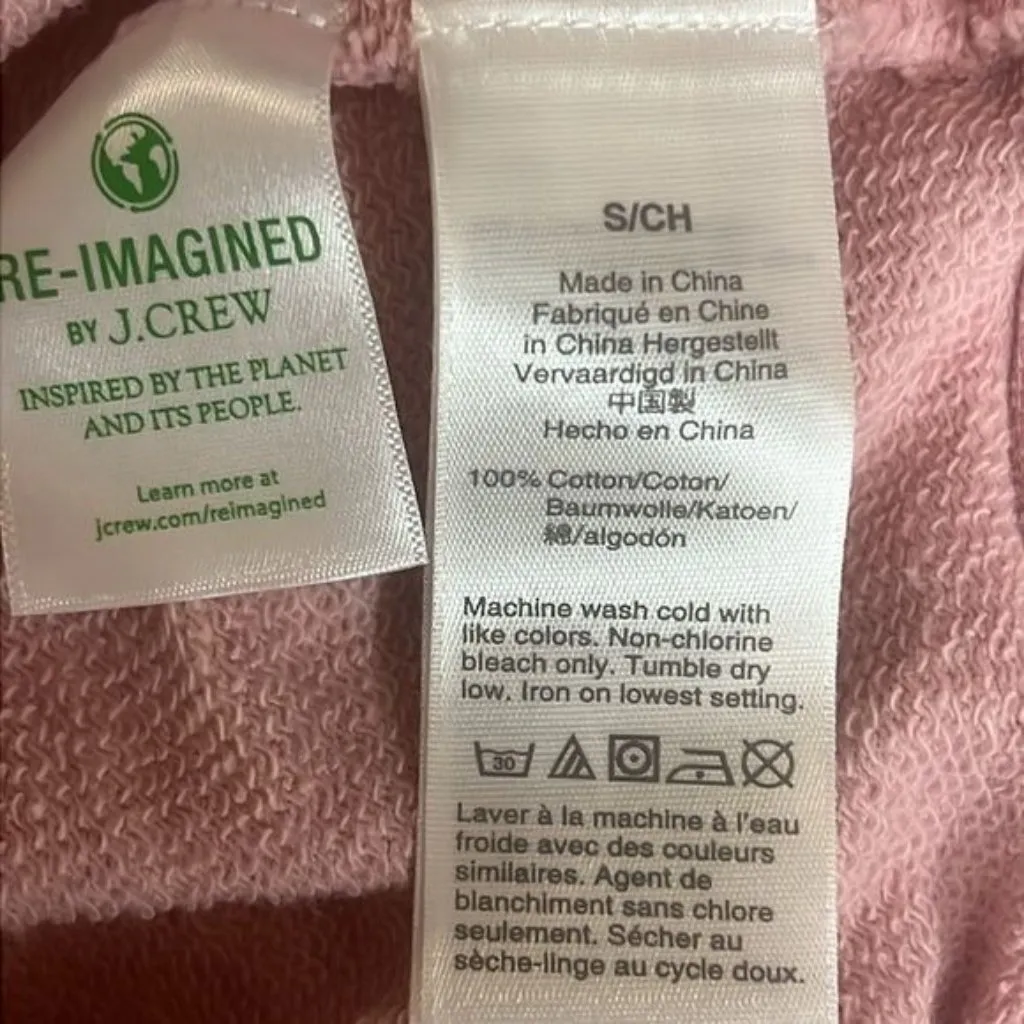 RE-IMAGINED
BY J.CREW
INSPIRED BY THE PLANET
AND ITS PEOPLE.
Learn more at
jcrew.com/reimagined
S/CH
Made in China
Fabriqué en Chine
in China Hergestellt
Vervaardigd in China
中国製
Hecho en China
100% Cotton/Coton/
Baumwolle/Katoen/
綿/algodón
Machine wash cold with
like colors. Non-chlorine
bleach only. Tumble dry
low. Iron on lowest setting.
30
Laver à la machine à l'eau
froide avec des couleurs
similaires. Agent de
blanchiment sans chlore
seulement. Sécher au
sèche-linge au cycle doux.